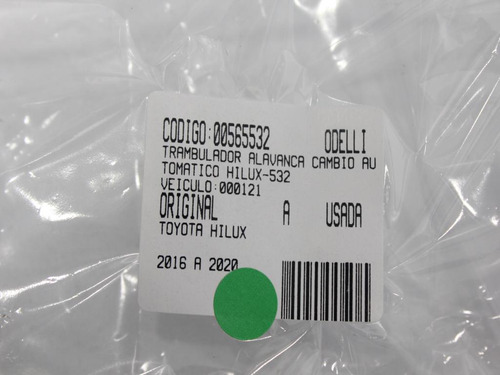 CODIGO:00565532 ODELLI
TRAMBULADOR ALAVANCA CAMBIO AU
TOMATICO HILUX-532
VEICULO:000121
ORIGINAL A USADA
TOYOTA HILUX
2016 A 2020